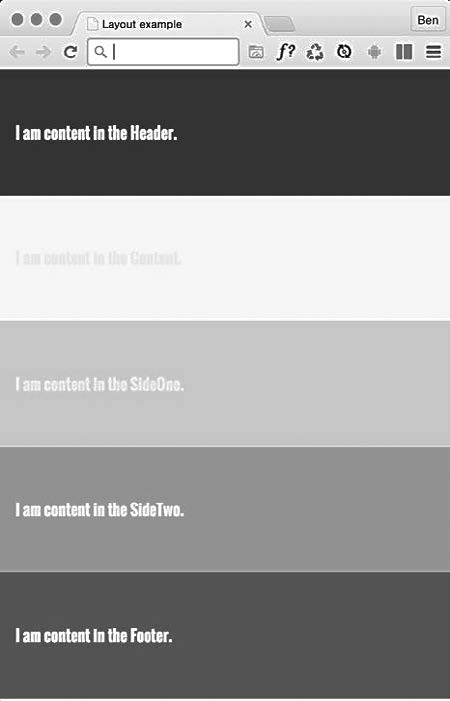 Layout example
Ben
f?
I am content in the Header.
I am content in the Content.
I am content in the SideOne.
I am content in the SideTwo.
I am content in the Footer.